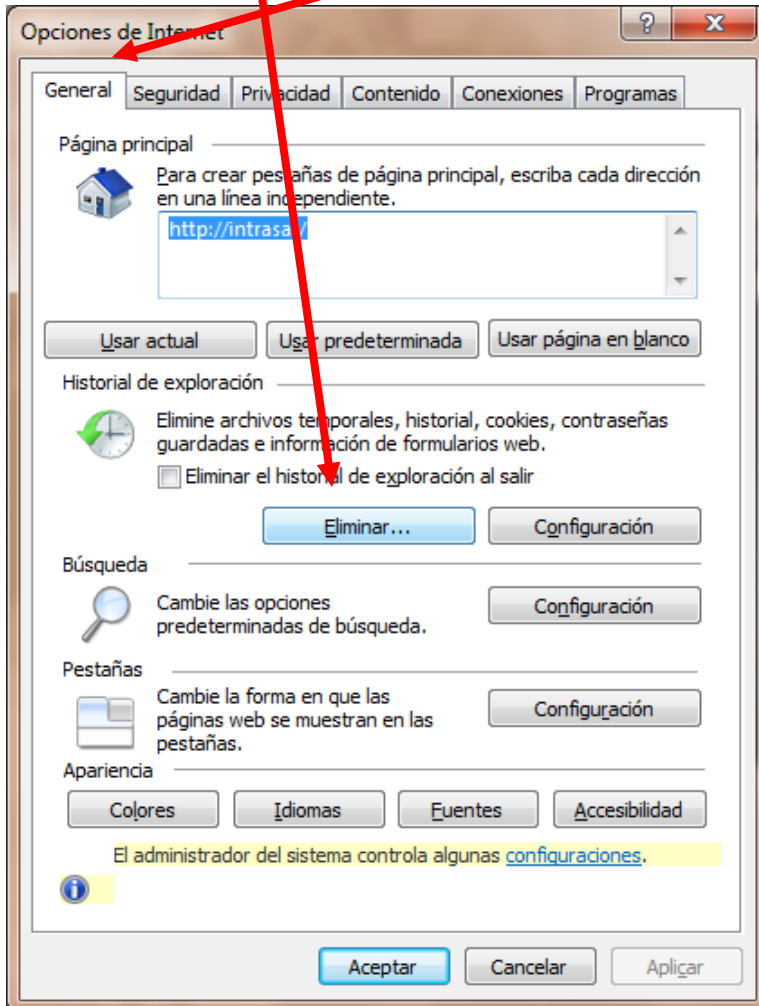 Opciones de Internet
General Seguridad Privacidad Contenido Conexiones Programas
Página principal
Para crear pestañas de página principal, escriba cada dirección
en una línea independiente.
Usar actual Usar predeterminada Usar página en blanco
Historial de exploración
Elimine archivos temporales, historial, cookies, contraseñas
guardadas e información de formularios web.
Eliminar el historial de exploración al salir
Eliminar... Configuración
Búsqueda
Cambie las opciones
predeterminadas de búsqueda.
Configuración
Pestañas
Cambie la forma en que las
páginas web se muestran en las
pestañas.
Configuración
Apariencia
Colores Idiomas Fuentes Accesibilidad
El administrador del sistema controla algunas configuraciones.
Aceptar Cancelar Aplicar